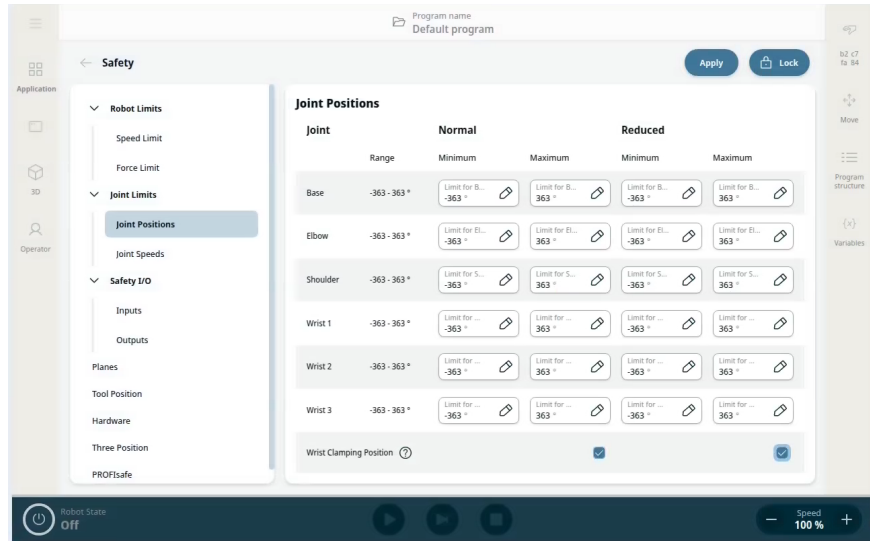 Program name
Default program
Safety
Apply
Lock
b2 c7
fa 84
Application
3D
Operator
Move
Program
structure
{x}
Variables
Robot Limits
Speed Limit
Force Limit
Joint Limits
Joint Positions
Joint Speeds
Safety I/O
Inputs
Outputs
Planes
Tool Position
Hardware
Three Position
PROFIsafe
Joint Positions
Joint Normal Reduced
Range Minimum Maximum Minimum Maximum
Limit for B... Limit for B... Limit for B... Limit for B...
Base -363 - 363 ° -363 ° 363 ° -363 ° 363 °
Limit for El... Limit for El... Limit for El... Limit for El...
Elbow -363 - 363 ° -363 ° 363 ° -363 ° 363 °
Limit for S... Limit for S... Limit for S... Limit for S...
Shoulder -363 - 363 ° -363 ° 363 ° -363 ° 363 °
Limit for ... Limit for ... Limit for ... Limit for ...
Wrist 1 -363 - 363 ° -363 ° 363 ° -363 ° 363 °
Limit for ... Limit for ... Limit for ... Limit for ...
Wrist 2 -363 - 363 ° -363 ° 363 ° -363 ° 363 °
Limit for ... Limit for ... Limit for ... Limit for ...
Wrist 3 -363 - 363 ° -363 ° 363 ° -363 ° 363 °
Wrist Clamping Position ?
Robot State
Off
Speed
− 100 % +